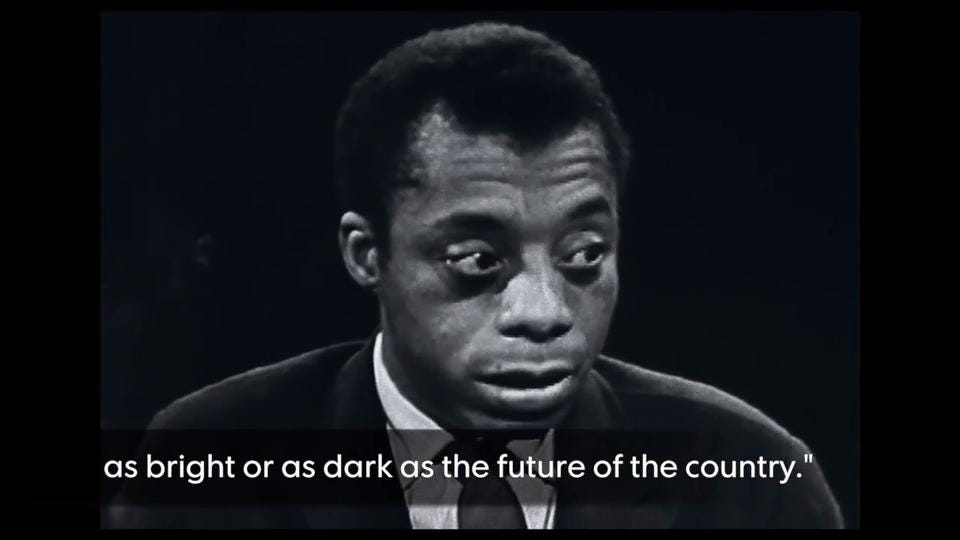 as bright or as dark as the future of the country."